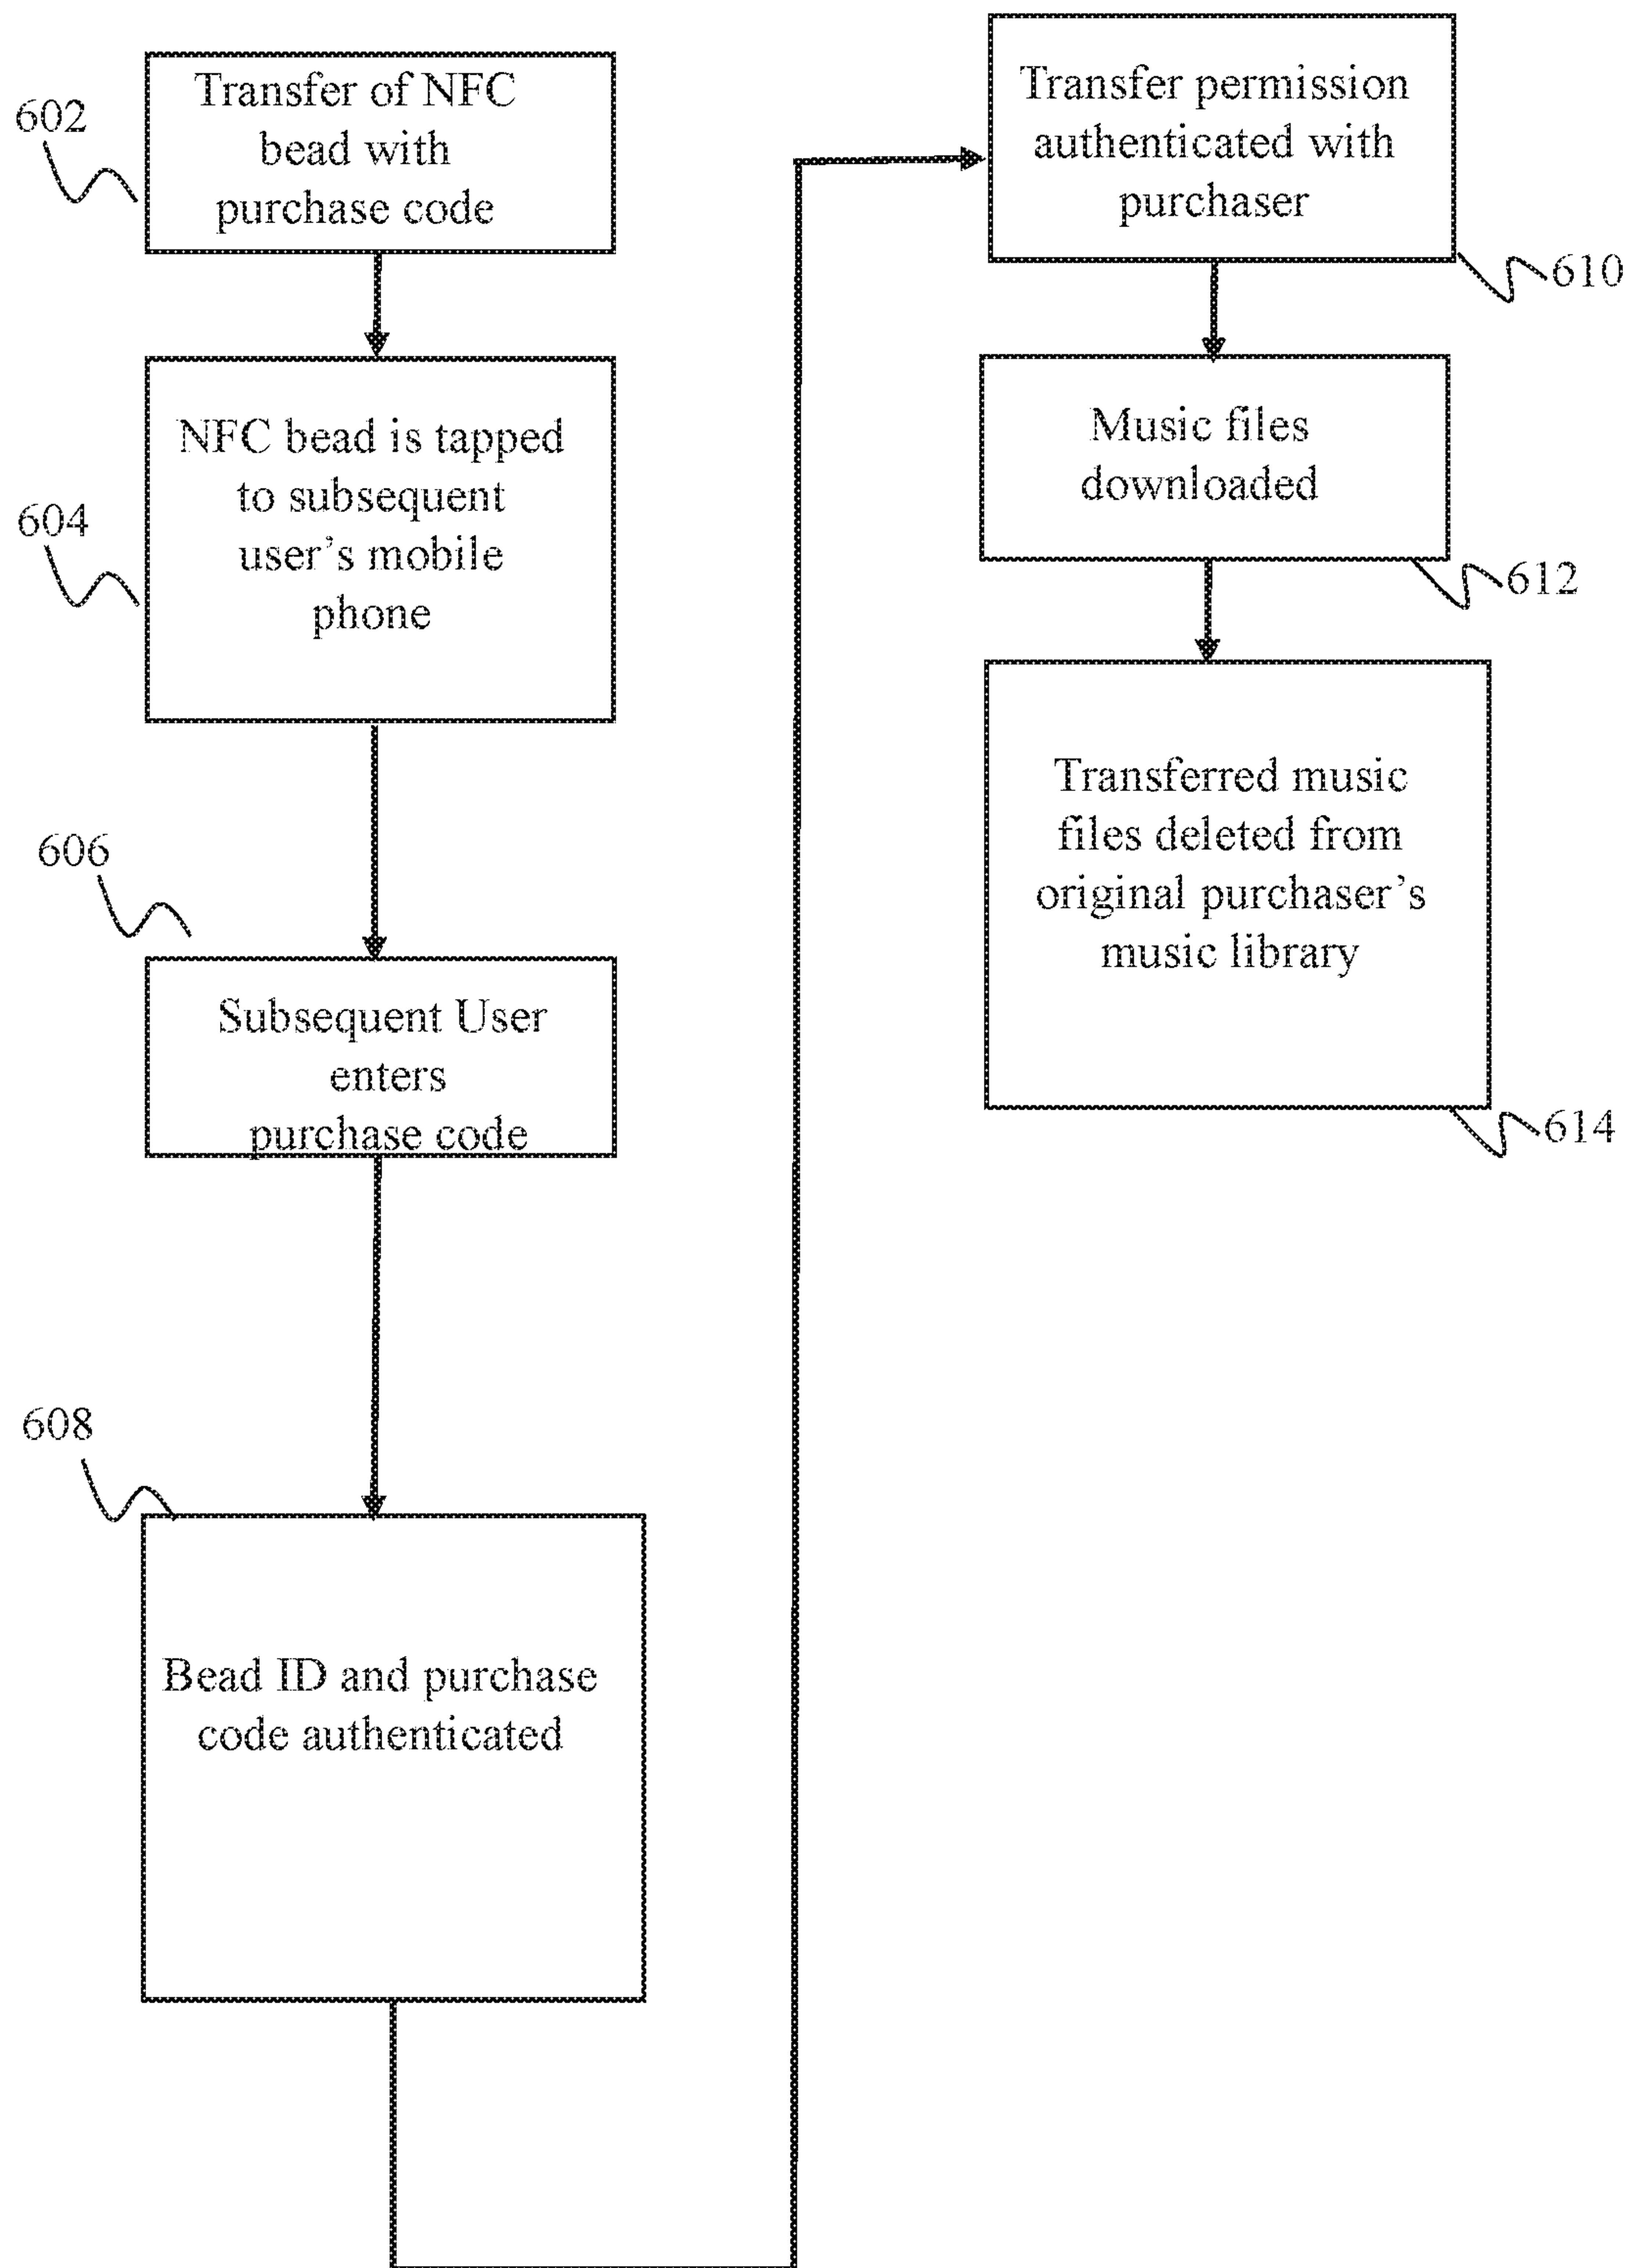 602
Transfer of NFC
bead with
purchase code
604
NFC bead is tapped
to subsequent
user’s mobile
phone
606
Subsequent User
enters
purchase code
608
Bead ID and purchase
code authenticated
Transfer permission
authenticated with
purchaser
610
Music files
downloaded
612
Transferred music
files deleted from
original purchaser’s
music library
614